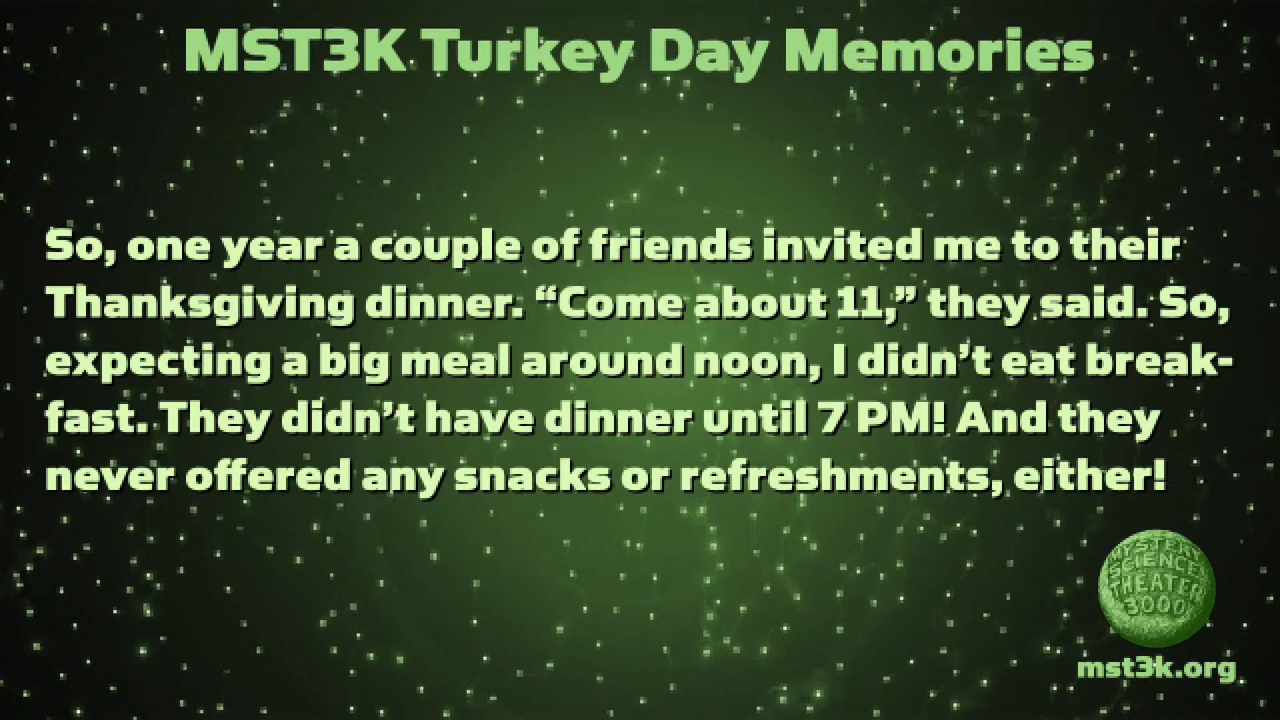 MST3K Turkey Day Memories
So, one year a couple of friends invited me to their
Thanksgiving dinner. “Come about 11,” they said. So,
expecting a big meal around noon, I didn’t eat break-
fast. They didn’t have dinner until 7 PM! And they
never offered any snacks or refreshments, either!
MYSTERY
SCIENCE
THEATER
3000
mst3k.org